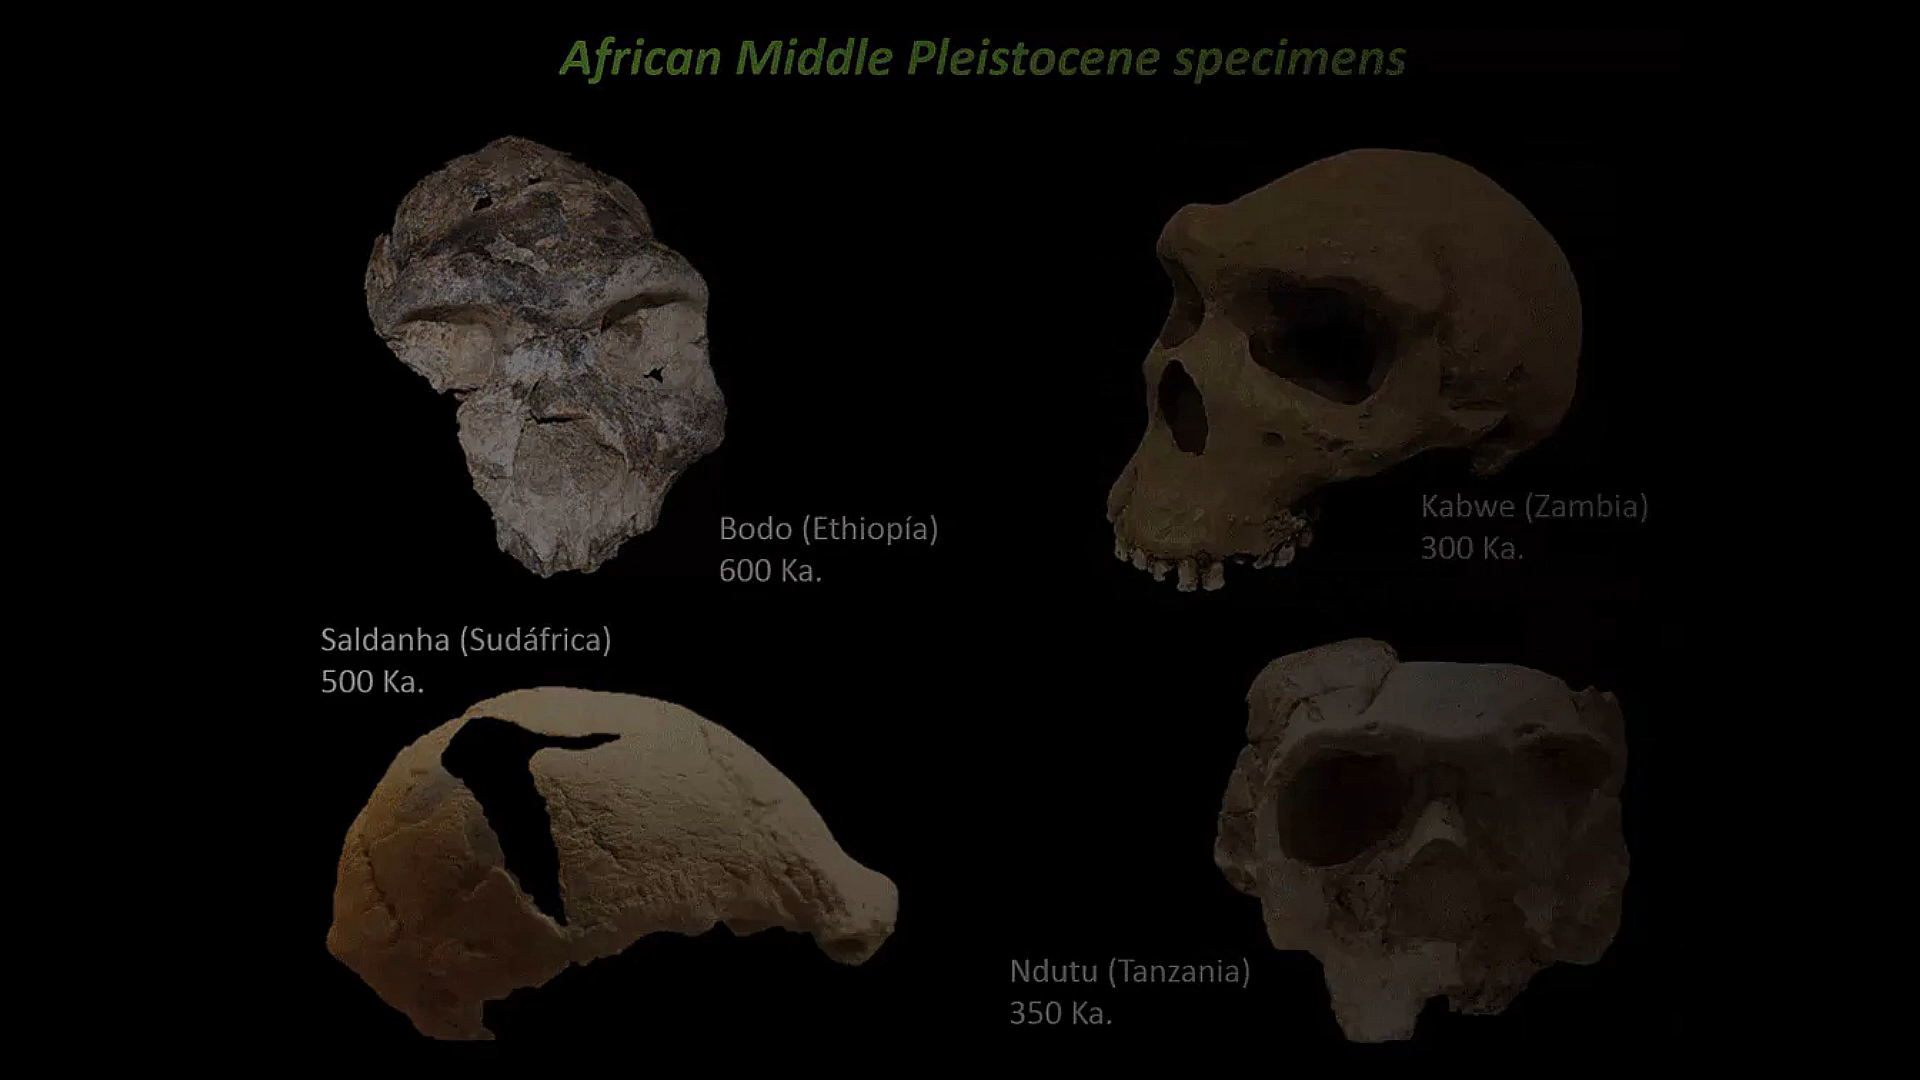 African Middle Pleistocene specimens
Bodo (Ethiopía)
600 Ka.
Kabwe (Zambia)
300 Ka.
Saldanha (Sudáfrica)
500 Ka.
Ndutu (Tanzania)
350 Ka.